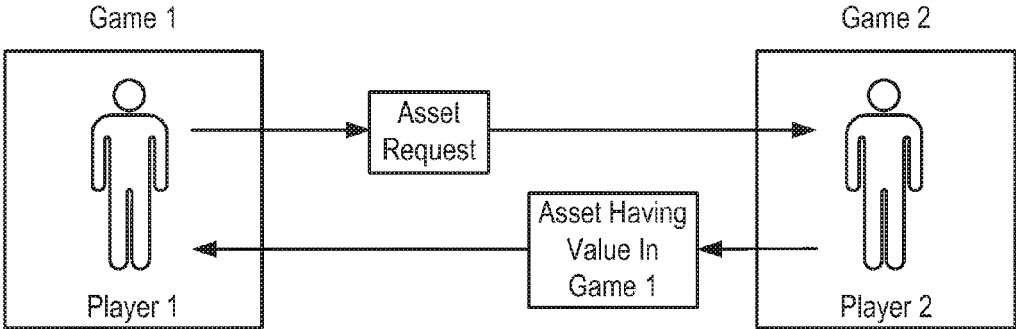 Game 1
Game 2
Asset
Request
Asset Having
Value In
Game 1
Player 1
Player 2